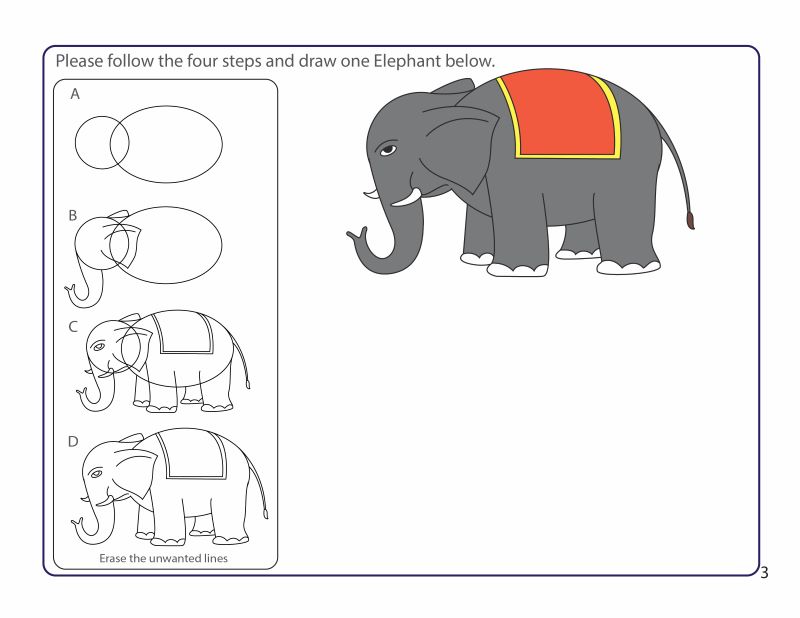 Please follow the four steps and draw one Elephant below.
A
B
C
D
Erase the unwanted lines
3